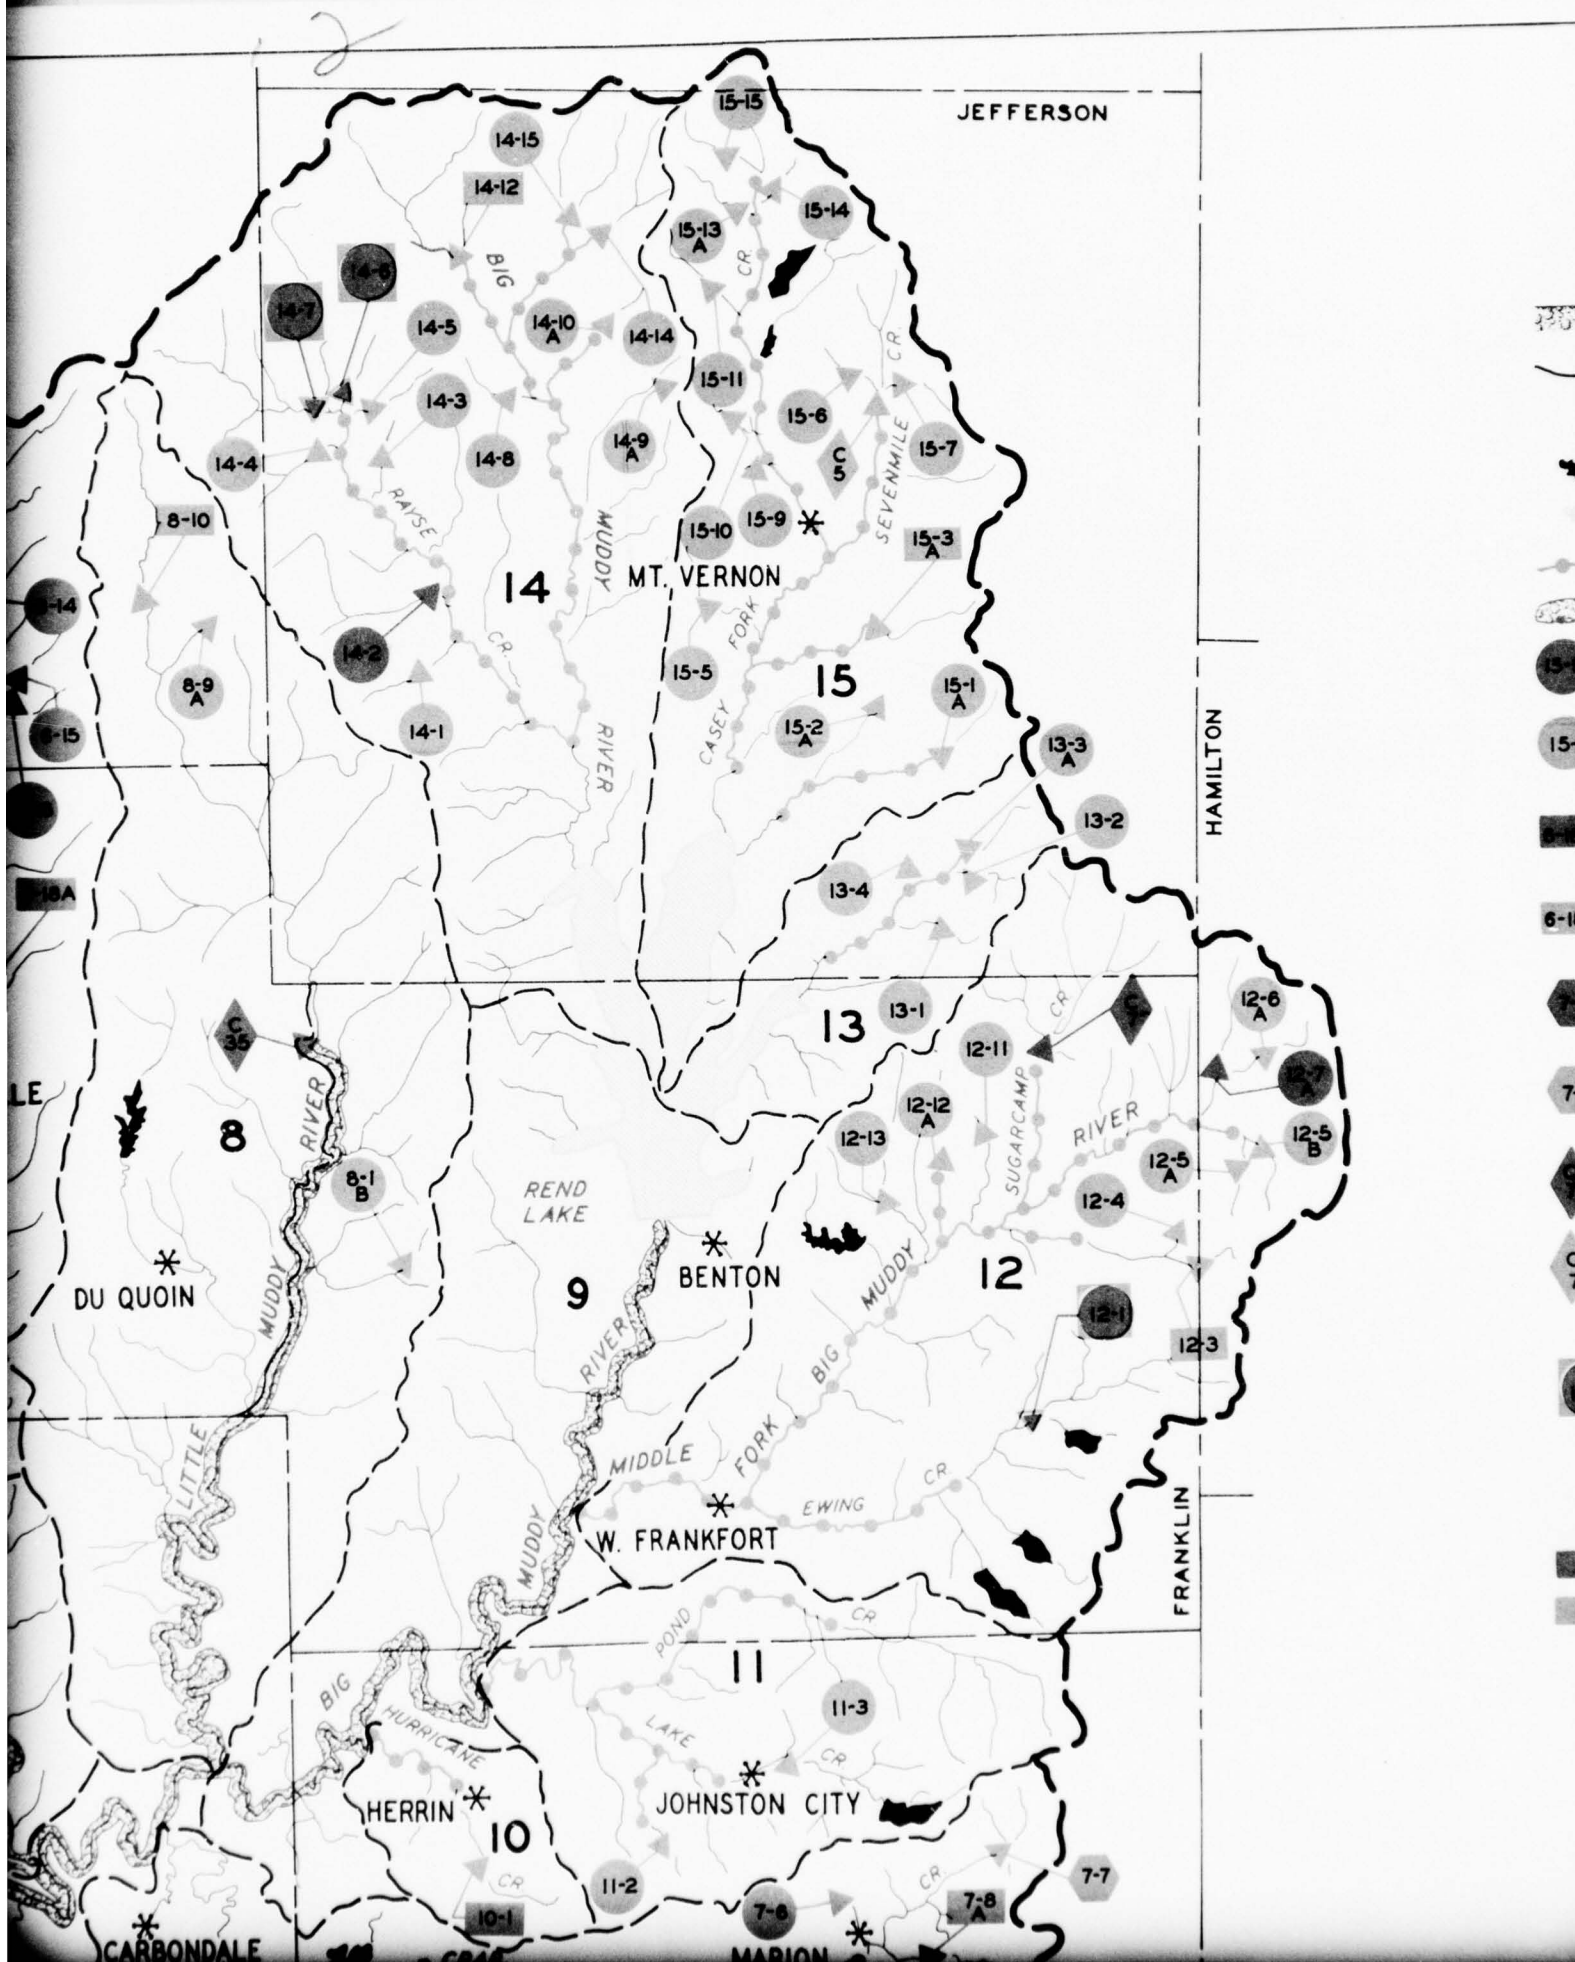 2
JEFFERSON
15-15
14-15
14-12
15-14
15-13
A
BIG
CR.
14-6
14-7
14-5
14-10
A
14-14
CR.
15-11
14-3
15-6
14-4
14-8
14-9
A
C
5
15-7
SEVENMILE
RAYSE
8-10
15-10
15-9
15-3
A
MUDDY
14
MT. VERNON
14-2
CR.
FORK
8-9
A
15-5
15
15-1
A
14-1
15-2
A
CASEY
RIVER
13-3
A
HAMILTON
13-2
13-4
C
35
13-1
13
CR
12-6
A
12-11
12-7
A
8
RIVER
12-12
A
12-13
SUGARCAMP
RIVER
12-5
B
12-5
A
8-1
B
REND
LAKE
12-4
DU QUOIN
MUDDY
9
BENTON
MUDDY
12
12-1
12-3
RIVER
BIG
LITTLE
MIDDLE
FORK
CR
EWING
W. FRANKFORT
MUDDY
FRANKLIN
POND
CR
11
BIG
HURRICANE
11-3
LAKE
CR
HERRIN
JOHNSTON CITY
10
CR
11-2
7-6
CR
7-7
7-8
A
10-1
CARBONDALE
MARION